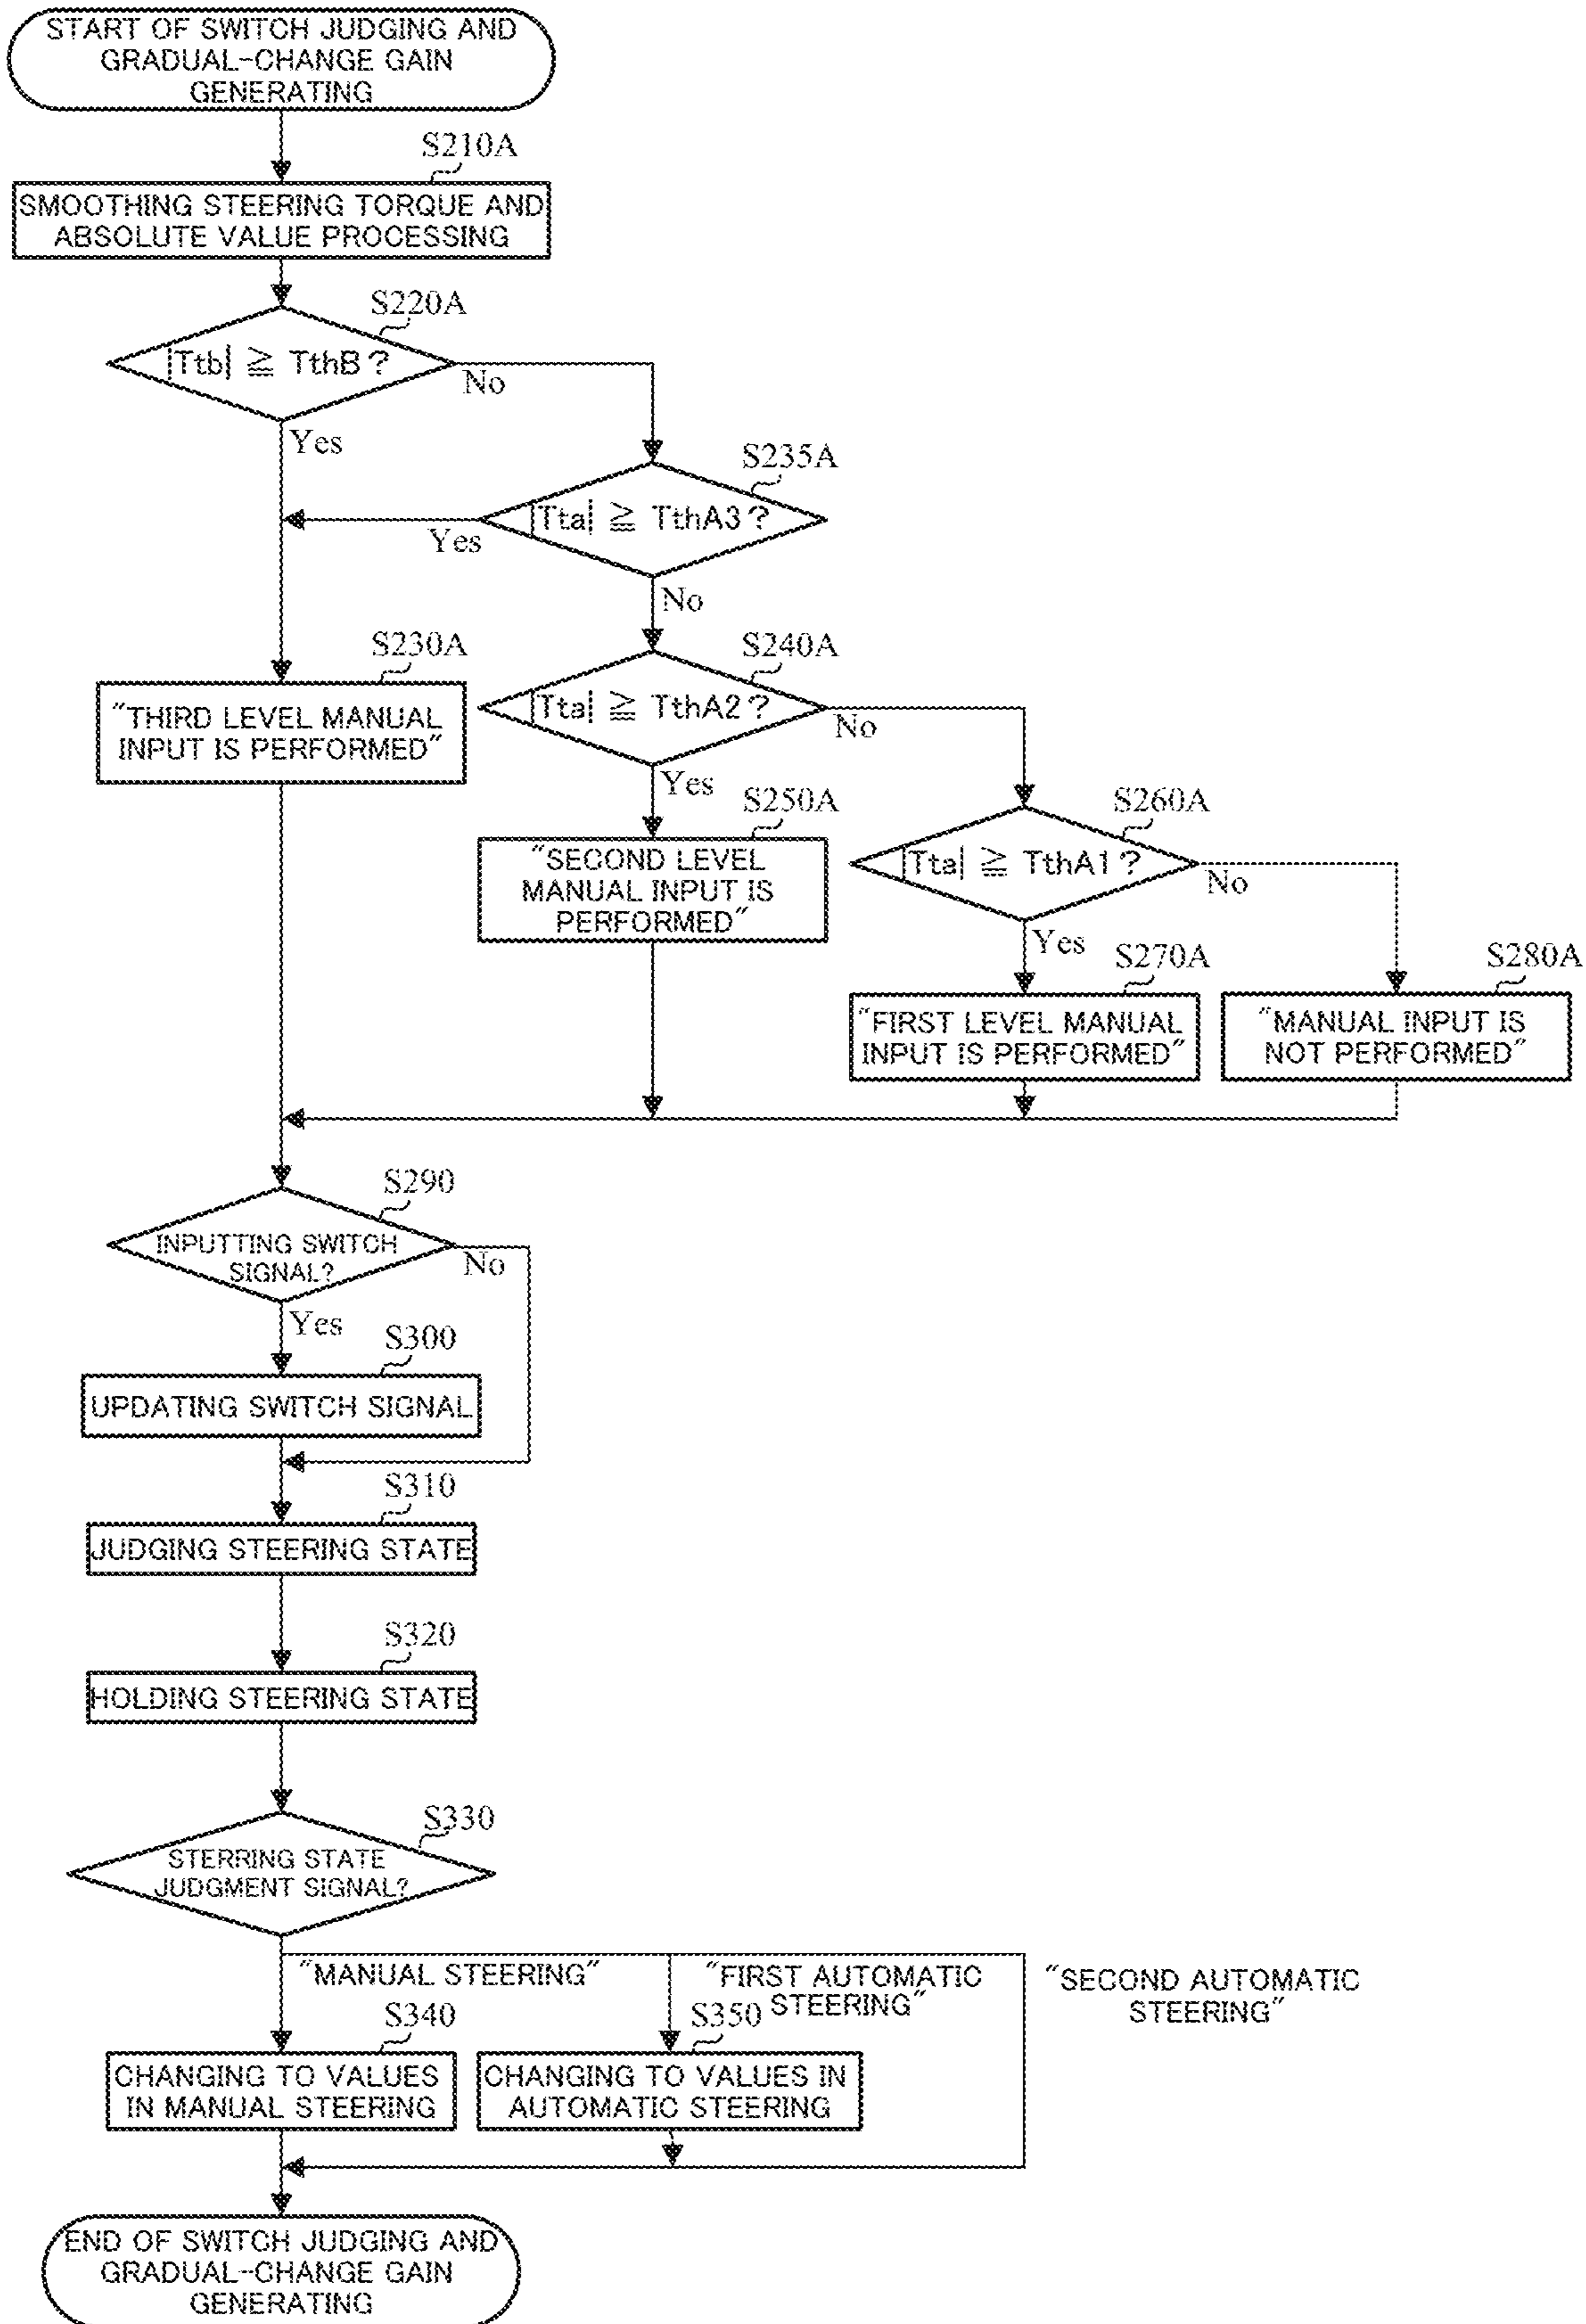 START OF SWITCH JUDGING AND
GRADUAL-CHANGE GAIN
GENERATING
S210A
SMOOTHING STEERING TORQUE AND
ABSOLUTE VALUE PROCESSING
S220A
|Ttb| ≧ TthB?
No
Yes
S235A
|Tta| ≧ TthA3?
Yes
No
S230A
"THIRD LEVEL MANUAL
INPUT IS PERFORMED"
S240A
|Tta| ≧ TthA2?
No
Yes
S250A
"SECOND LEVEL
MANUAL INPUT IS
PERFORMED"
S260A
|Tta| ≧ TthA1?
No
Yes
S270A
"FIRST LEVEL MANUAL
INPUT IS PERFORMED"
S280A
"MANUAL INPUT IS
NOT PERFORMED"
S290
INPUTTING SWITCH
SIGNAL?
No
Yes
S300
UPDATING SWITCH SIGNAL
S310
JUDGING STEERING STATE
S320
HOLDING STEERING STATE
S330
STERRING STATE
JUDGMENT SIGNAL?
"MANUAL STEERING"
"FIRST AUTOMATIC
STEERING"
"SECOND AUTOMATIC
STEERING"
S340
CHANGING TO VALUES
IN MANUAL STEERING
S350
CHANGING TO VALUES IN
AUTOMATIC STEERING
END OF SWITCH JUDGING AND
GRADUAL-CHANGE GAIN
GENERATING